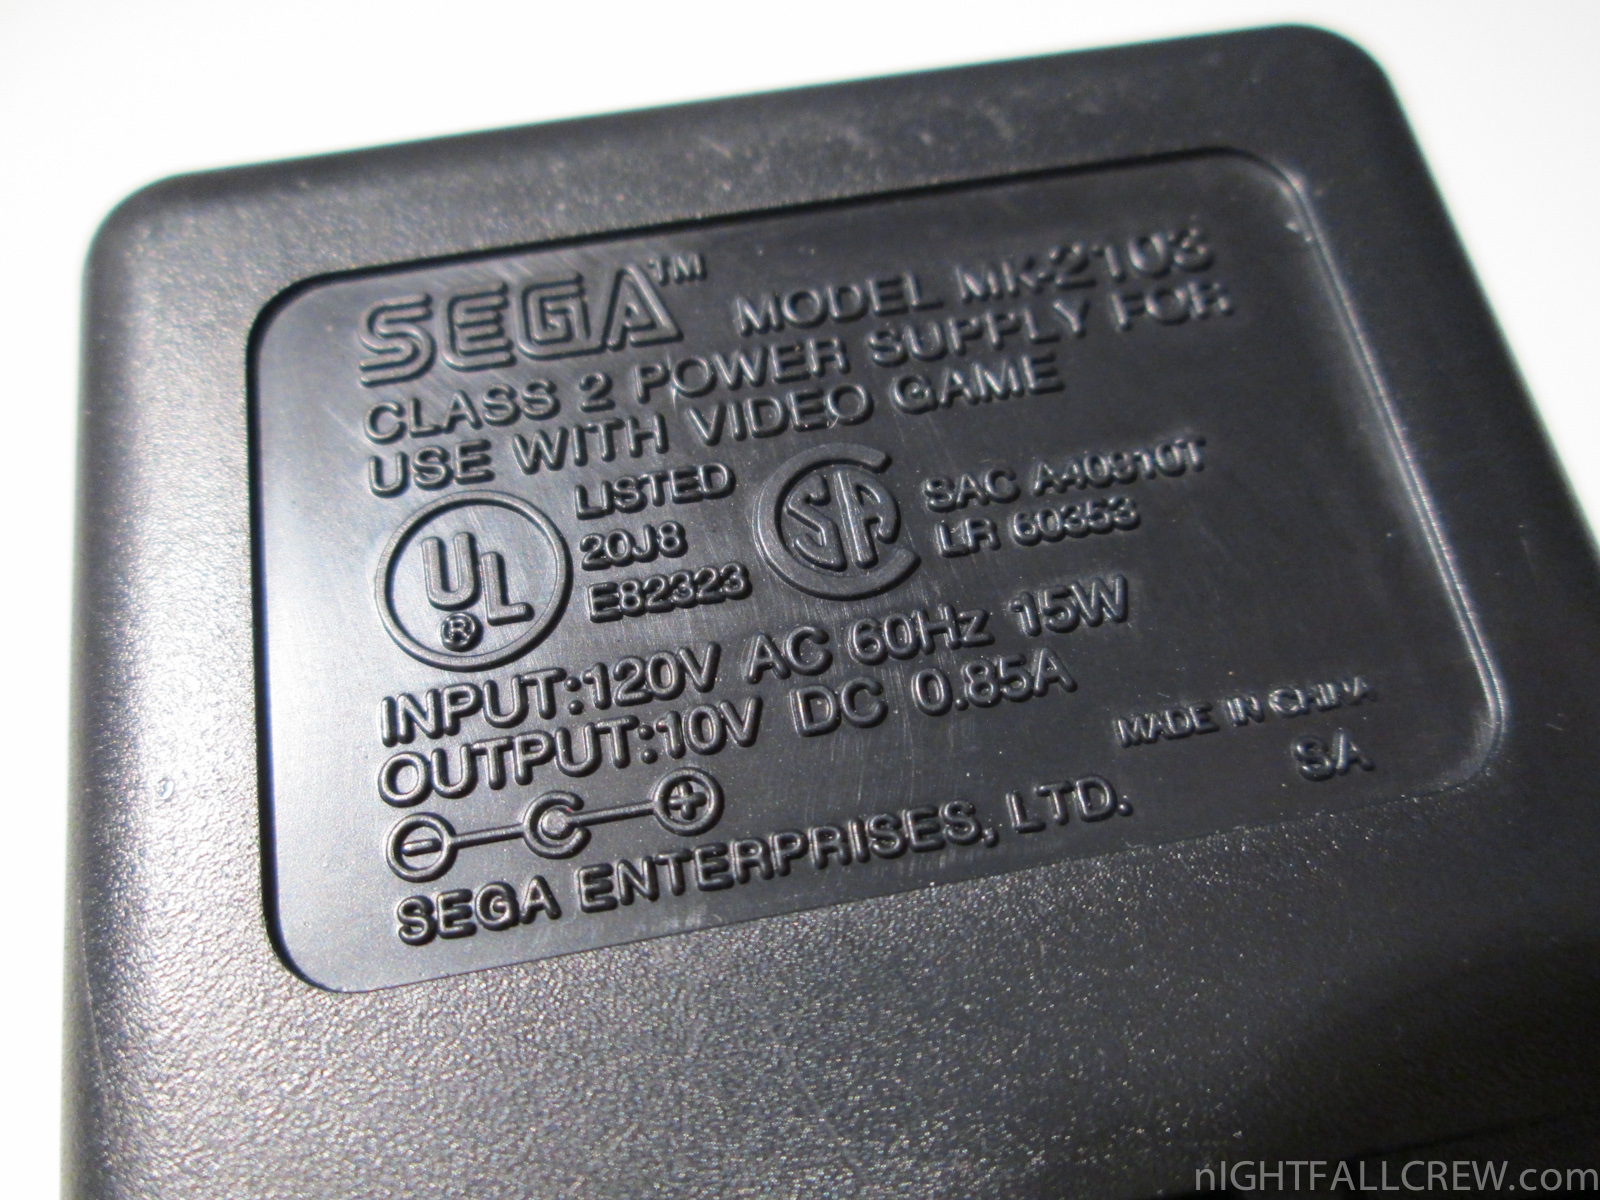 SEGA™ MODEL MK-2103
CLASS 2 POWER SUPPLY FOR
USE WITH VIDEO GAME
UL ® LISTED
20J8
E82323
SA
SAC A40910T
LR 60353
INPUT:120V AC 60Hz 15W
OUTPUT:10V DC 0.85A
MADE IN CHINA
SA
SEGA ENTERPRISES, LTD.
nIGHTFALLCREW.com